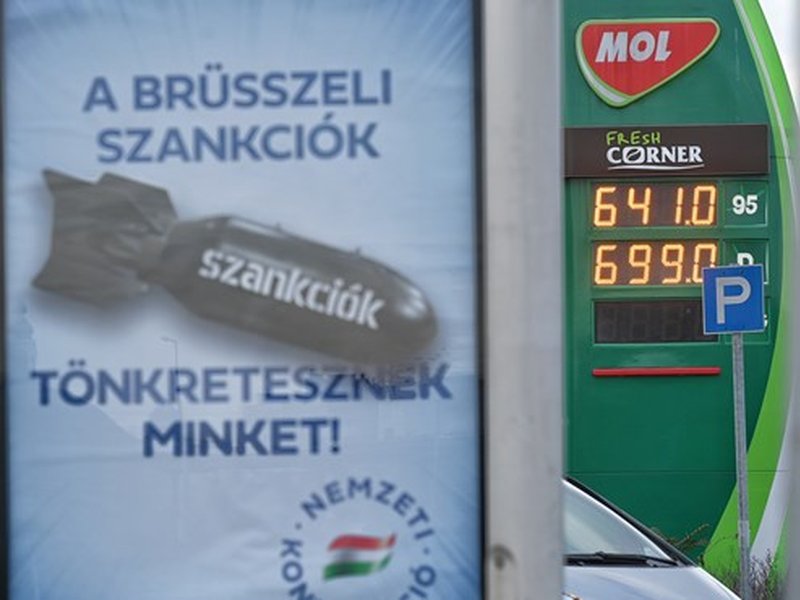 A BRÜSSZELI
SZANKCIÓK
szankciók
TÖNKRETESZNEK
MINKET!
· NEMZETI ·
MOL
FRESH
CORNER
641.0 95
699.0 D
P